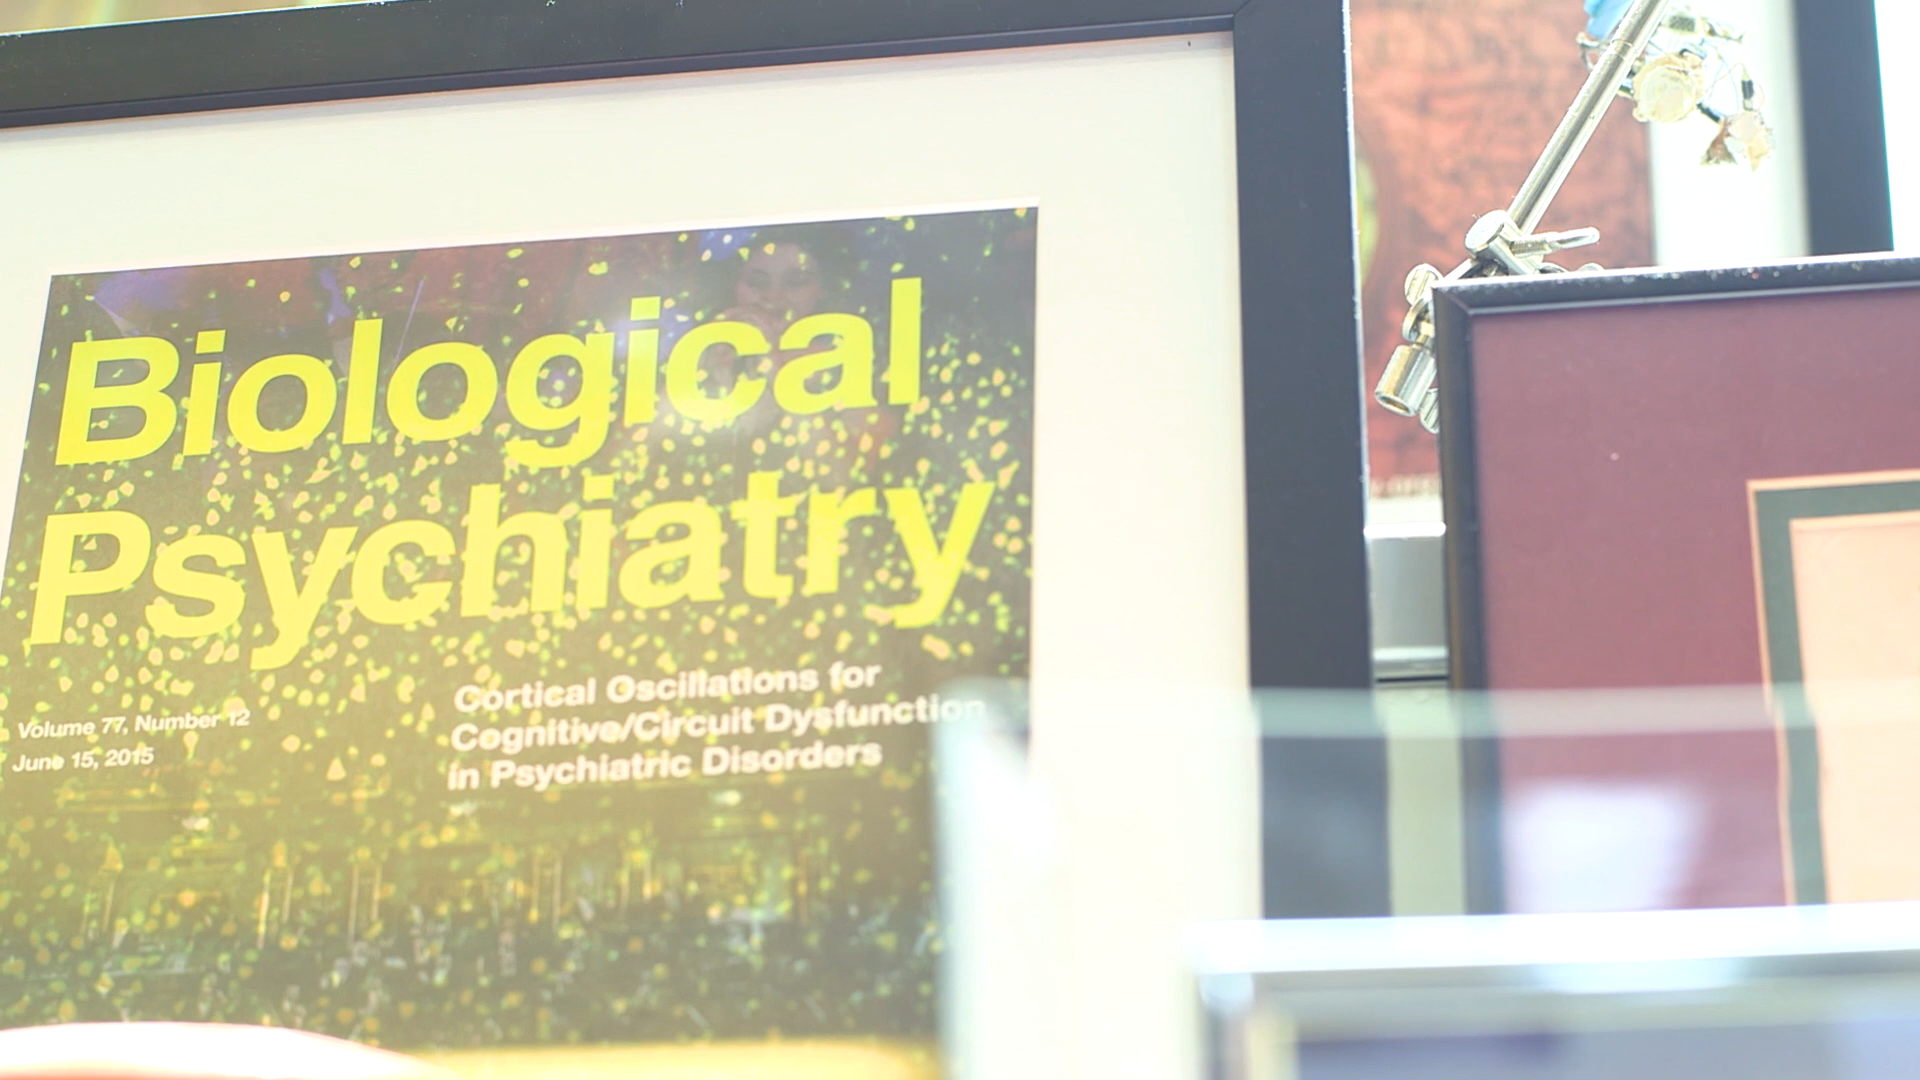 Biological
Psychiatry
Volume 77, Number 12
June 15, 2015
Cortical Oscillations for
Cognitive/Circuit Dysfunction
in Psychiatric Disorders